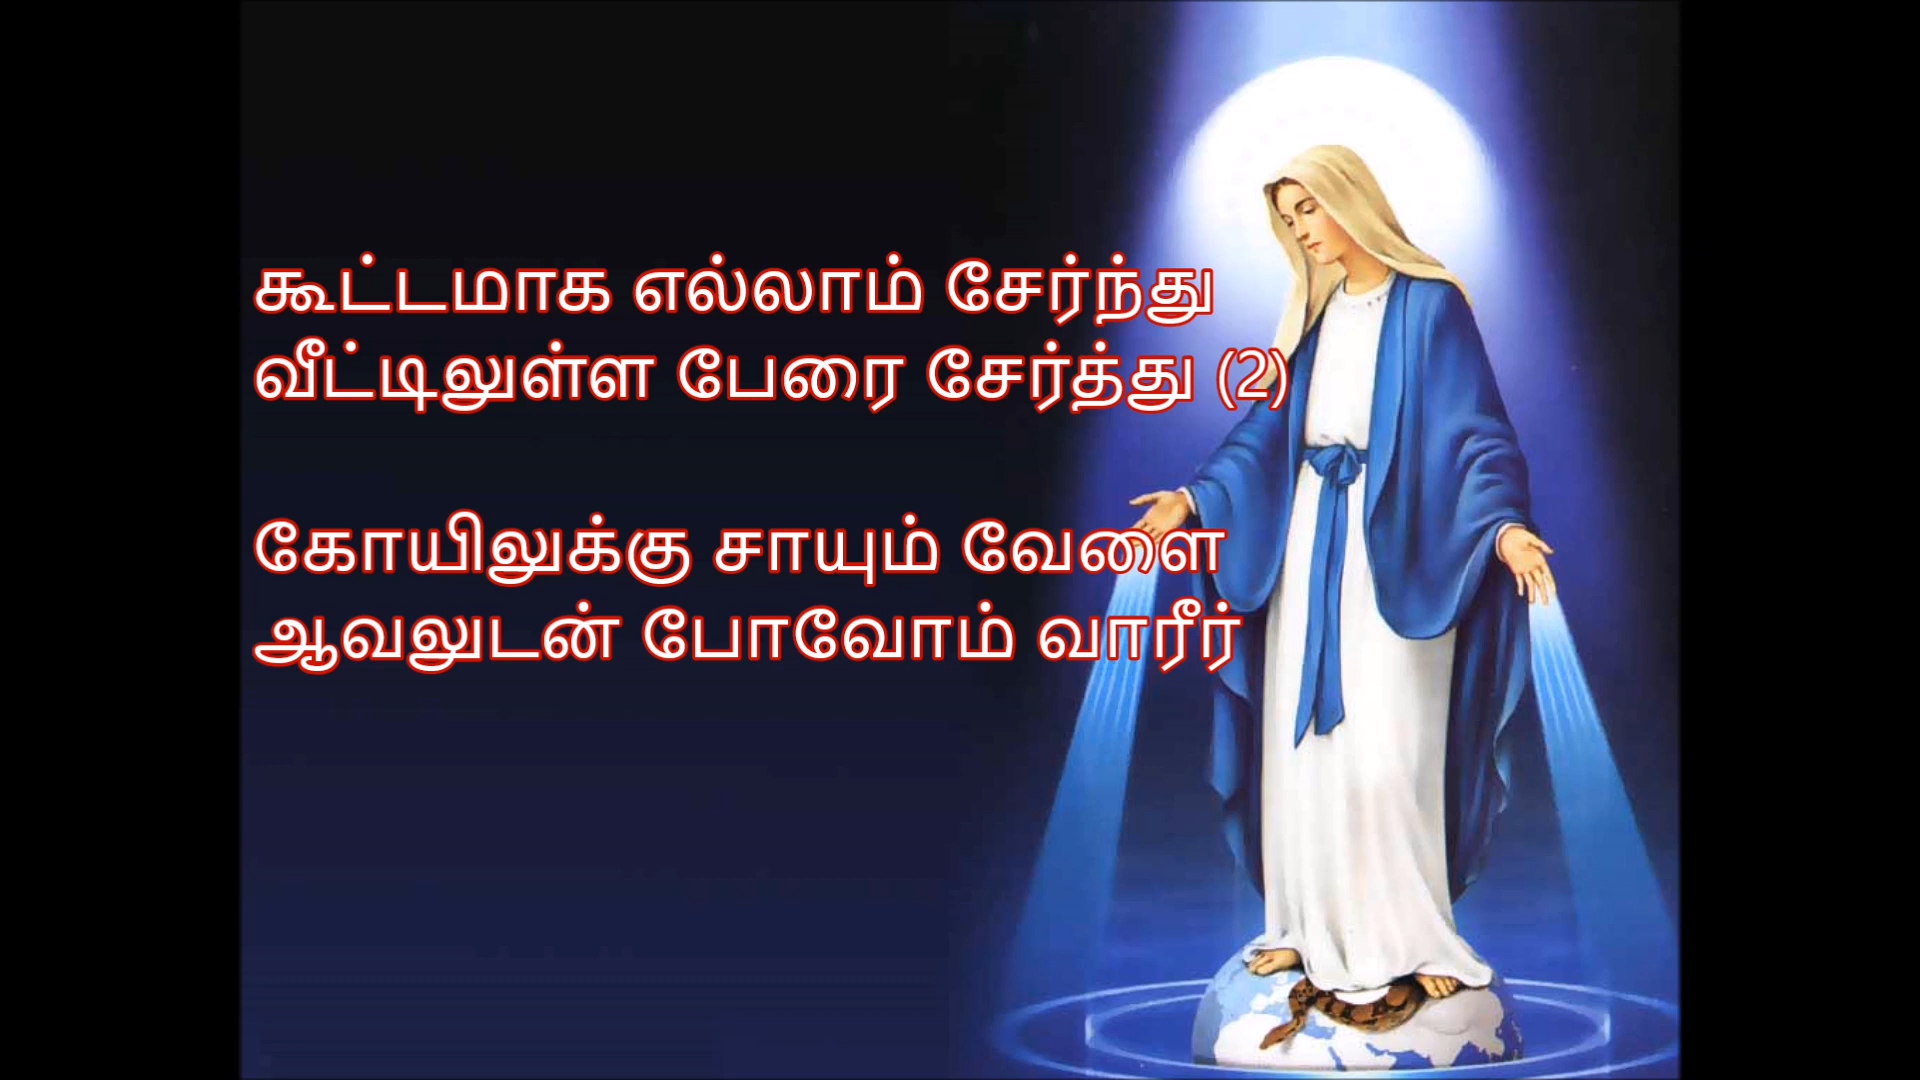 கூட்டமாக எல்லாம் சேர்ந்து
வீட்டிலுள்ள பேரை சேர்த்து (2)
கோயிலுக்கு சாயும் வேளை
ஆவலுடன் போவோம் வாரீர்